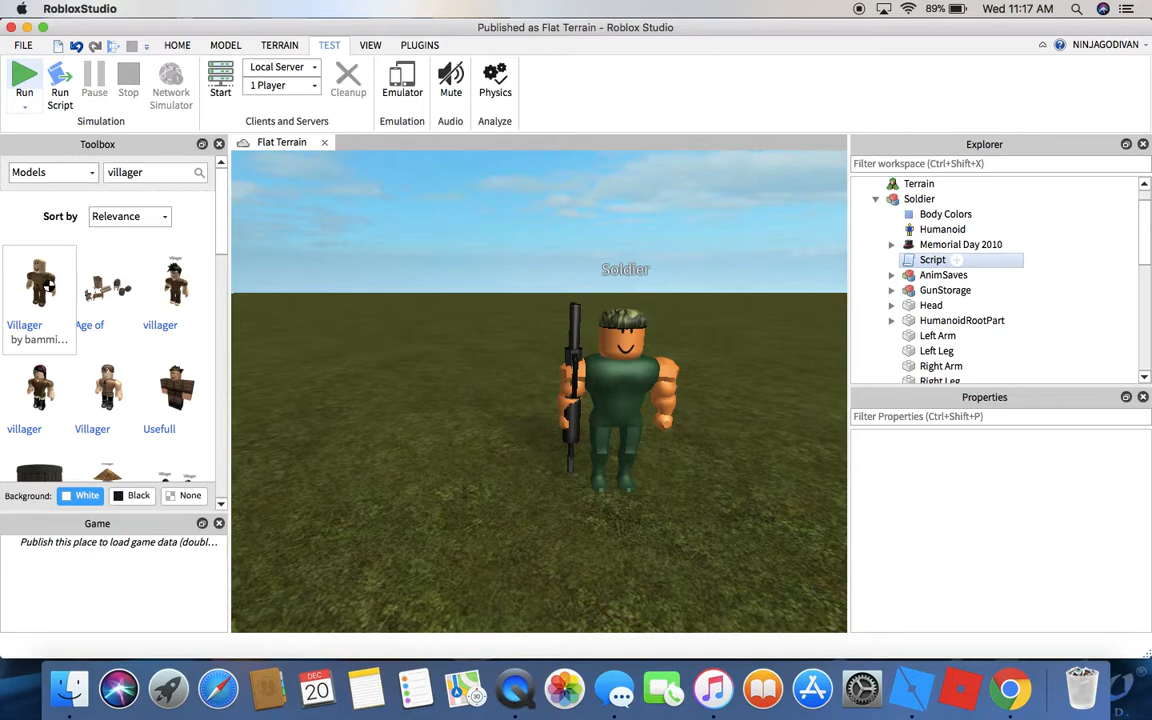 RobloxStudio
89%
Wed 11:17 AM
Published as Flat Terrain - Roblox Studio
FILE
HOME
MODEL
TERRAIN
TEST
VIEW
PLUGINS
NINJAGODIVAN
Run
Run Script
Pause
Stop
Network Simulator
Simulation
Start
Local Server
1 Player
Cleanup
Clients and Servers
Emulator
Emulation
Mute
Audio
Physics
Analyze
Toolbox
Models
villager
Sort by
Relevance
Villager
by bammi...
Age of
villager
villager
Villager
Usefull
Background:
White
Black
None
Game
Publish this place to load game data (doubl...
Flat Terrain
Soldier
Explorer
Filter workspace (Ctrl+Shift+X)
Terrain
Soldier
Body Colors
Humanoid
Memorial Day 2010
Script
AnimSaves
GunStorage
Head
HumanoidRootPart
Left Arm
Left Leg
Right Arm
Right Leg
Properties
Filter Properties (Ctrl+Shift+P)
DEC
20